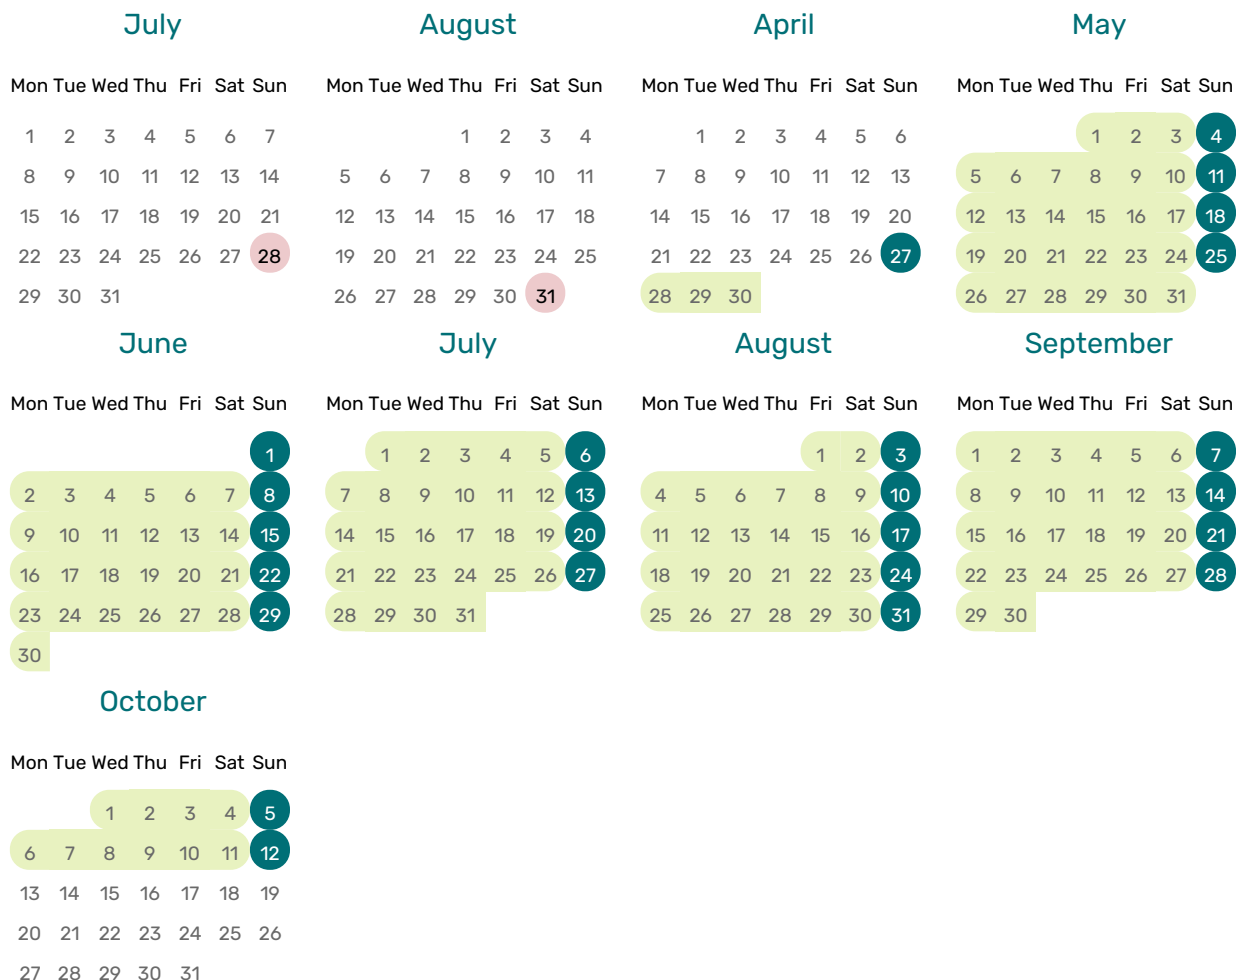 July
Mon Tue Wed Thu Fri Sat Sun
1 2 3 4 5 6 7
8 9 10 11 12 13 14
15 16 17 18 19 20 21
22 23 24 25 26 27 28
29 30 31
August
Mon Tue Wed Thu Fri Sat Sun
1 2 3 4
5 6 7 8 9 10 11
12 13 14 15 16 17 18
19 20 21 22 23 24 25
26 27 28 29 30 31
April
Mon Tue Wed Thu Fri Sat Sun
1 2 3 4 5 6
7 8 9 10 11 12 13
14 15 16 17 18 19 20
21 22 23 24 25 26 27
28 29 30
May
Mon Tue Wed Thu Fri Sat Sun
1 2 3 4
5 6 7 8 9 10 11
12 13 14 15 16 17 18
19 20 21 22 23 24 25
26 27 28 29 30 31
June
Mon Tue Wed Thu Fri Sat Sun
1
2 3 4 5 6 7 8
9 10 11 12 13 14 15
16 17 18 19 20 21 22
23 24 25 26 27 28 29
30
July
Mon Tue Wed Thu Fri Sat Sun
1 2 3 4 5 6
7 8 9 10 11 12 13
14 15 16 17 18 19 20
21 22 23 24 25 26 27
28 29 30 31
August
Mon Tue Wed Thu Fri Sat Sun
1 2 3
4 5 6 7 8 9 10
11 12 13 14 15 16 17
18 19 20 21 22 23 24
25 26 27 28 29 30 31
September
Mon Tue Wed Thu Fri Sat Sun
1 2 3 4 5 6 7
8 9 10 11 12 13 14
15 16 17 18 19 20 21
22 23 24 25 26 27 28
29 30
October
Mon Tue Wed Thu Fri Sat Sun
1 2 3 4 5
6 7 8 9 10 11 12
13 14 15 16 17 18 19
20 21 22 23 24 25 26
27 28 29 30 31